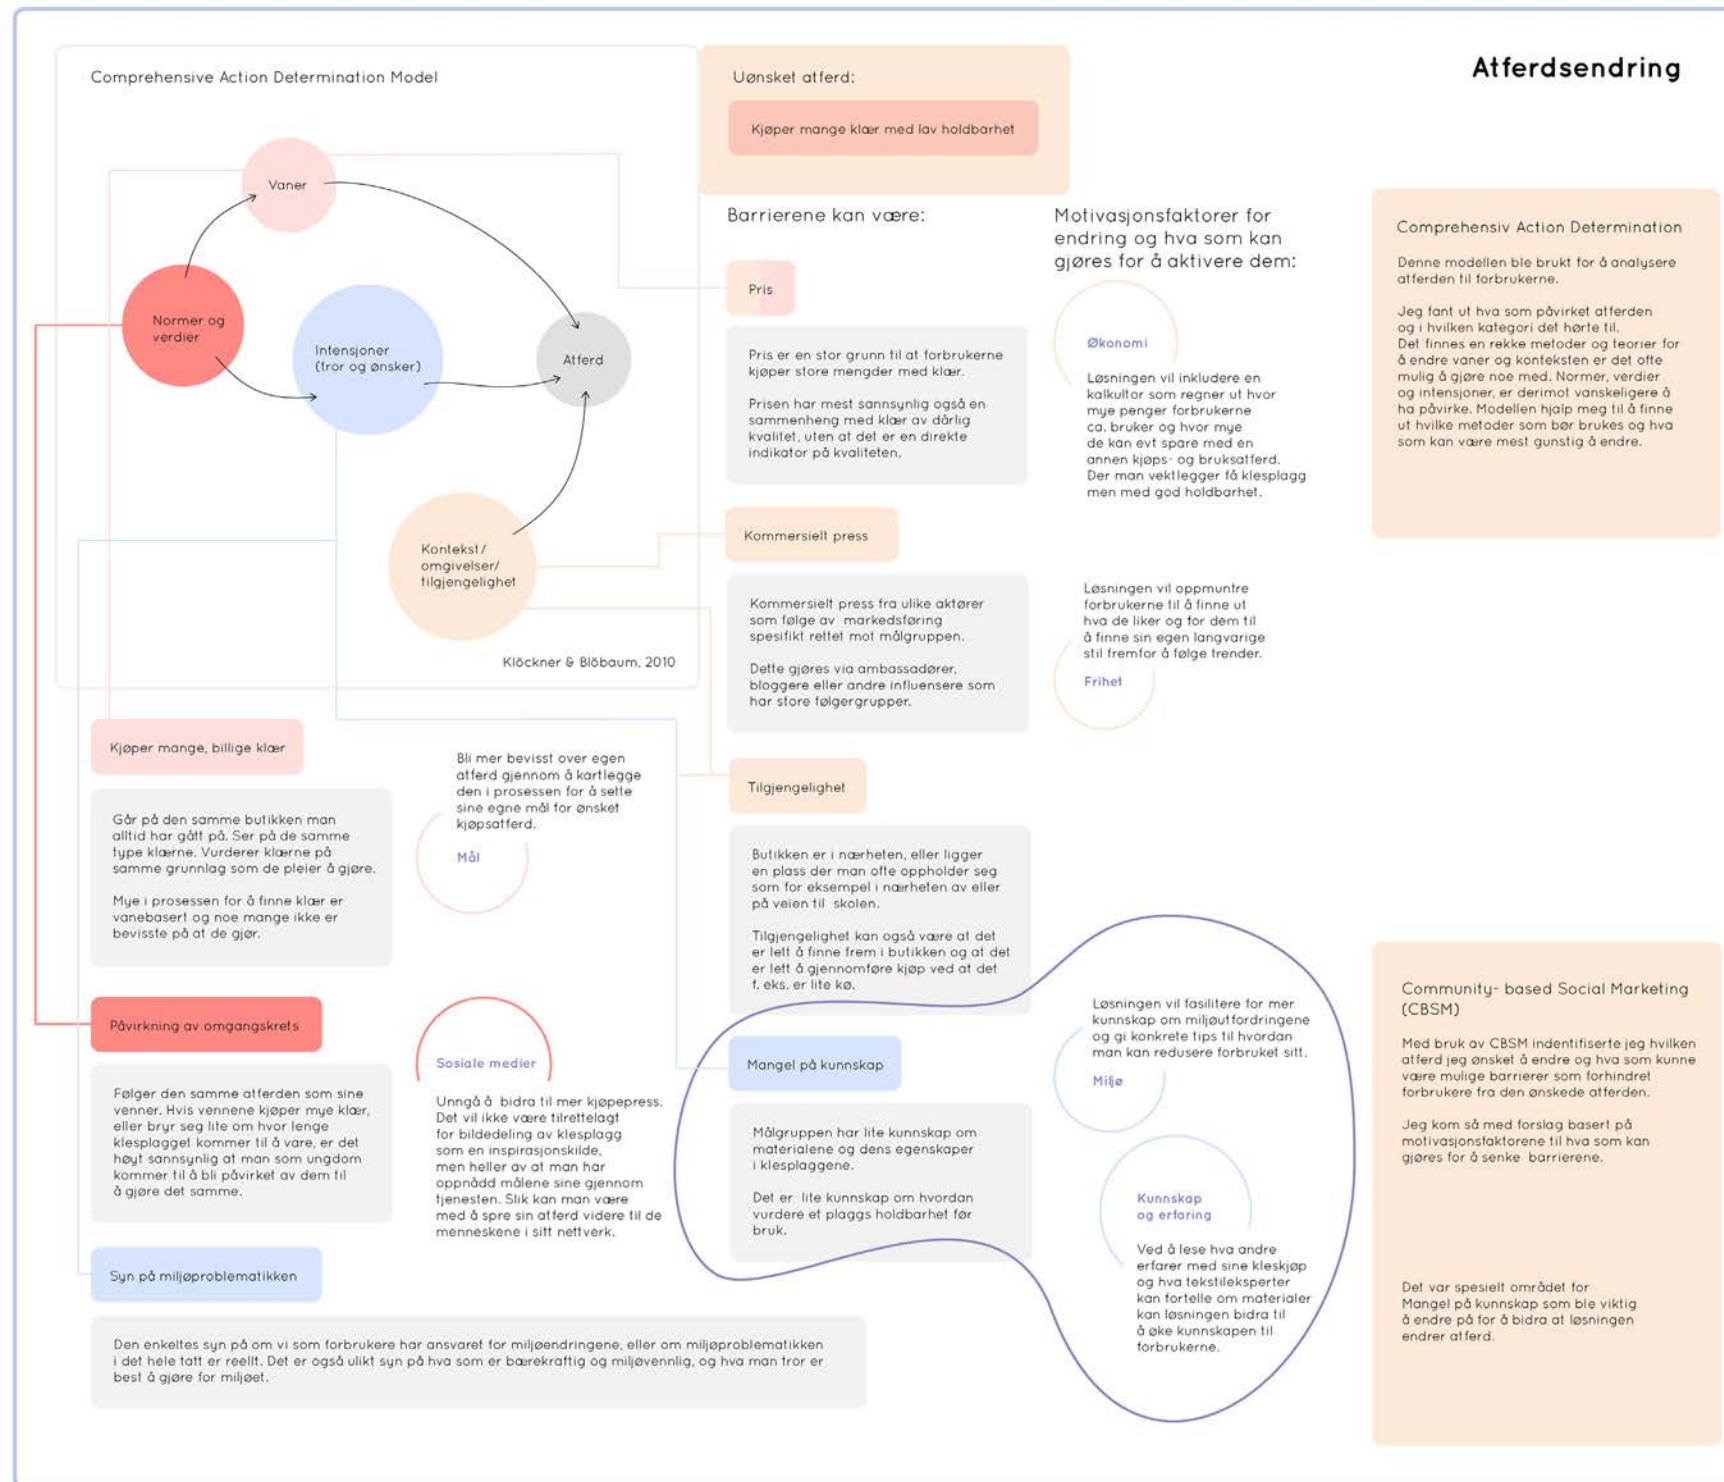 Atferdsendring
Comprehensive Action Determination Model
Vaner
Normer og
verdier
Intensjoner
(tror og ønsker)
Atferd
Kontekst/
omgivelser/
tilgjengelighet
Klöckner & Blöbaum, 2010
Uønsket atferd:
Kjøper mange klær med lav holdbarhet
Barrierene kan være:
Motivasjonsfaktorer for
endring og hva som kan
gjøres for å aktivere dem:
Pris
Pris er en stor grunn til at forbrukerne
kjøper store mengder med klær.
Prisen har mest sannsynlig også en
sammenheng med klær av dårlig
kvalitet, uten at det er en direkte
indikator på kvaliteten.
Økonomi
Løsningen vil inkludere en
kalkultor som regner ut hvor
mye penger forbrukerne
ca. bruker og hvor mye
de kan evt spare med en
annen kjøps- og bruksatferd.
Der man vektlegger få klesplagg
men med god holdbarhet.
Kommersielt press
Kommersielt press fra ulike aktører
som følge av markedsføring
spesifikt rettet mot målgruppen.
Dette gjøres via ambassadører,
bloggere eller andre influensere som
har store følgergrupper.
Løsningen vil oppmuntre
forbrukerne til å finne ut
hva de liker og for dem til
å finne sin egen langvarige
stil fremfor å følge trender.
Frihet
Tilgjengelighet
Butikken er i nærheten, eller ligger
en plass der man ofte oppholder seg
som for eksempel i nærheten av eller
på veien til skolen.
Tilgjengelighet kan også være at det
er lett å finne frem i butikken og at det
er lett å gjennomføre kjøp ved at det
f. eks. er lite kø.
Mangel på kunnskap
Målgruppen har lite kunnskap om
materialene og dens egenskaper
i klesplaggene.
Det er lite kunnskap om hvordan
vurdere et plaggs holdbarhet før
bruk.
Løsningen vil fasilitere for mer
kunnskap om miljøutfordringene
og gi konkrete tips til hvordan
man kan redusere forbruket sitt.
Miljø
Kunnskap
og erfaring
Ved å lese hva andre
erfarer med sine kleskjøp
og hva tekstileksperter
kan fortelle om materialer
kan løsningen bidra til
å øke kunnskapen til
forbrukerne.
Kjøper mange, billige klær
Går på den samme butikken man
alltid har gått på. Ser på de samme
type klærne. Vurderer klærne på
samme grunnlag som de pleier å gjøre.
Mye i prosessen for å finne klær er
vanebasert og noe mange ikke er
bevisste på at de gjør.
Bli mer bevisst over egen
atferd gjennom å kartlegge
den i prosessen for å sette
sine egne mål for ønsket
kjøpsatferd.
Mål
Påvirkning av omgangskrets
Følger den samme atferden som sine
venner. Hvis vennene kjøper mye klær,
eller bryr seg lite om hvor lenge
klesplagget kommer til å vare, er det
høyt sannsynlig at man som ungdom
kommer til å bli påvirket av dem til
å gjøre det samme.
Sosiale medier
Unngå å bidra til mer kjøpepress.
Det vil ikke være tilrettelagt
for bildedeling av klesplagg
som en inspirasjonskilde,
men heller av at man har
oppnådd målene sine gjennom
tjenesten. Slik kan man være
med å spre sin atferd videre til de
menneskene i sitt nettverk.
Syn på miljøproblematikken
Den enkeltes syn på om vi som forbrukere har ansvaret for miljøendringene, eller om miljøproblematikken
i det hele tatt er reellt. Det er også ulikt syn på hva som er bærekraftig og miljøvennlig, og hva man tror er
best å gjøre for miljøet.
Comprehensiv Action Determination
Denne modellen ble brukt for å analysere
atferden til forbrukerne.
Jeg fant ut hva som påvirket atferden
og i hvilken kategori det hørte til.
Det finnes en rekke metoder og teorier for
å endre vaner og konteksten er det ofte
mulig å gjøre noe med. Normer, verdier
og intensjoner, er derimot vanskeligere å
ha påvirke. Modellen hjalp meg til å finne
ut hvilke metoder som bør brukes og hva
som kan være mest gunstig å endre.
Community- based Social Marketing
(CBSM)
Med bruk av CBSM indentifiserte jeg hvilken
atferd jeg ønsket å endre og hva som kunne
være mulige barrierer som forhindret
forbrukere fra den ønskede atferden.
Jeg kom så med forslag basert på
motivasjonsfaktorene til hva som kan
gjøres for å senke barrierene.
Det var spesielt området for
Mangel på kunnskap som ble viktig
å endre på for å bidra at løsningen
endrer atferd.